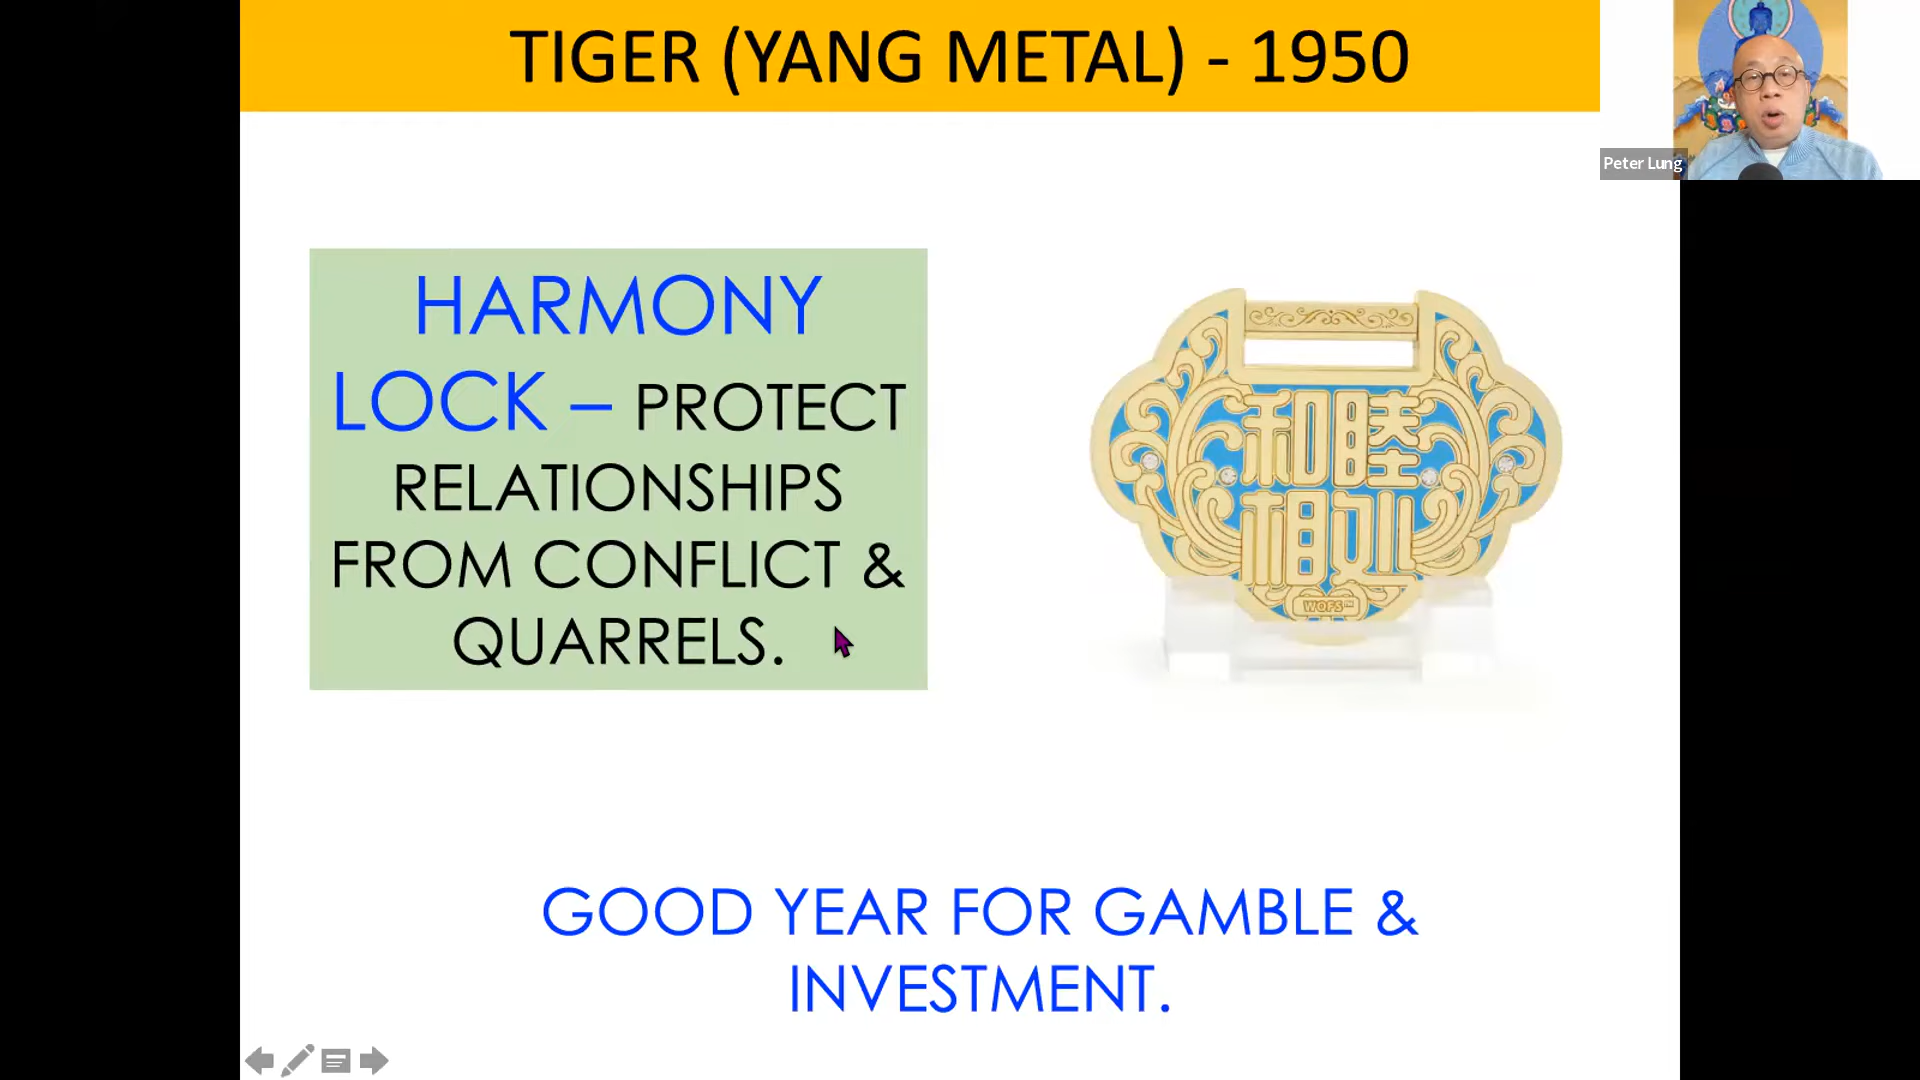 TIGER (YANG METAL) - 1950
Peter Lung
HARMONY
LOCK – PROTECT
RELATIONSHIPS
FROM CONFLICT &
QUARRELS.
和睦
相处
WOFS™
GOOD YEAR FOR GAMBLE &
INVESTMENT.